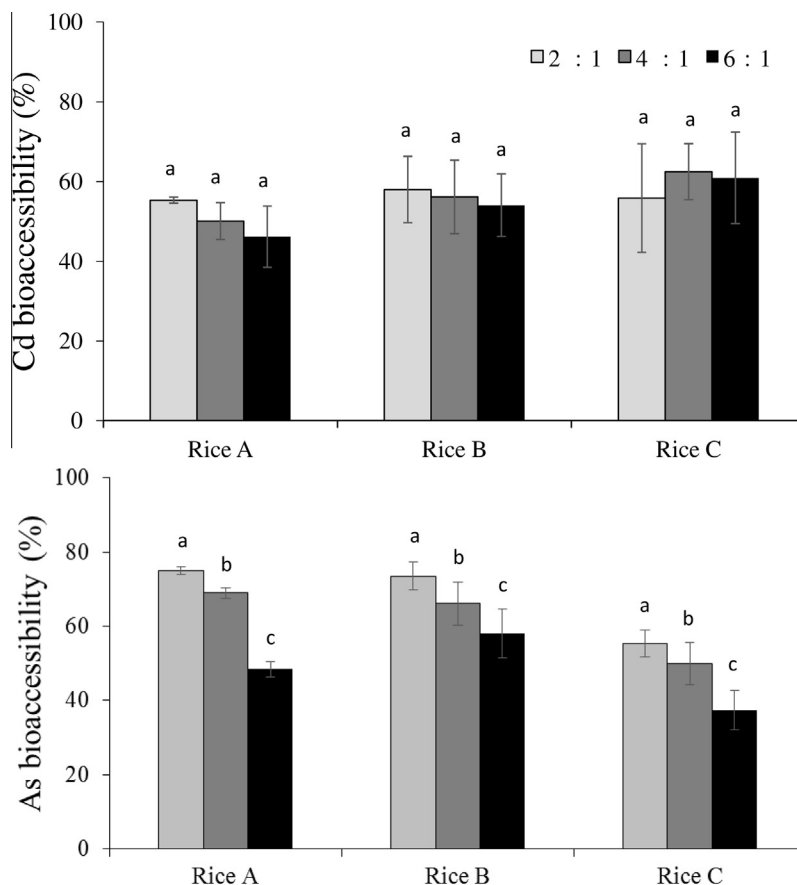 100
80
60
40
20
0
Cd bioaccessibility (%)
2 : 1 4 : 1 6 : 1
a a a a a a a a a
Rice A Rice B Rice C
100
80
60
40
20
0
As bioaccessibility (%)
a b c a b c a b c
Rice A Rice B Rice C